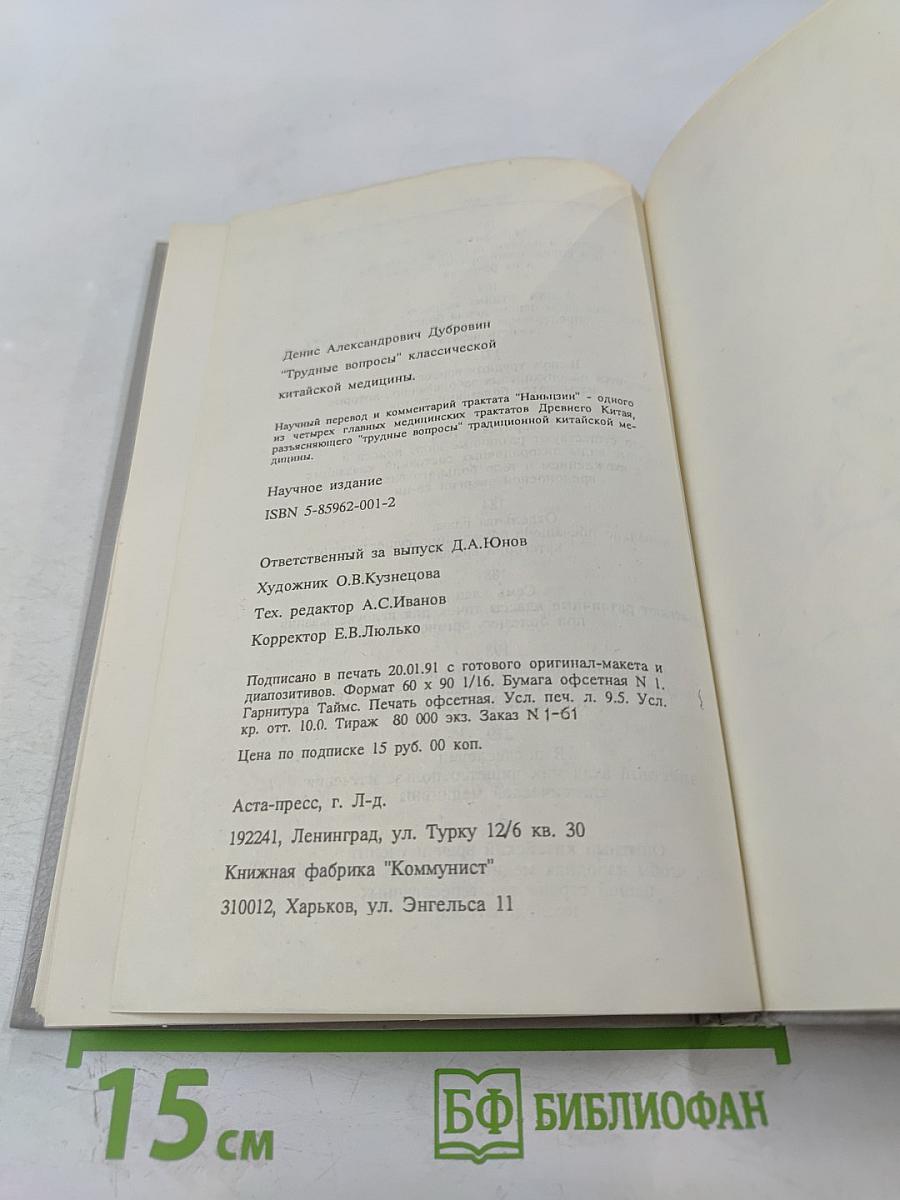 Денис Александрович Дубровин
"Трудные вопросы" классической
китайской медицины.
Научный перевод и комментарий трактата "Наньцзин" - одного
из четырех главных медицинских трактатов Древнего Китая,
разъясняющего "трудные вопросы" традиционной китайской ме-
дицины.
Научное издание
ISBN 5-85962-001-2
Ответственный за выпуск Д.А.Юнов
Художник О.В.Кузнецова
Тех. редактор А.С.Иванов
Корректор Е.В.Люлько
Подписано в печать 20.01.91 с готового оригинал-макета и
диапозитивов. Формат 60 х 90 1/16. Бумага офсетная N 1.
Гарнитура Таймс. Печать офсетная. Усл. печ. л. 9.5. Усл.
кр. отт. 10.0. Тираж 80 000 экз. Заказ N 1-61
Цена по подписке 15 руб. 00 коп.
Аста-пресс, г. Л-д.
192241, Ленинград, ул. Турку 12/6 кв. 30
Книжная фабрика "Коммунист"
310012, Харьков, ул. Энгельса 11
15 см
БФ БИБЛИОФАН